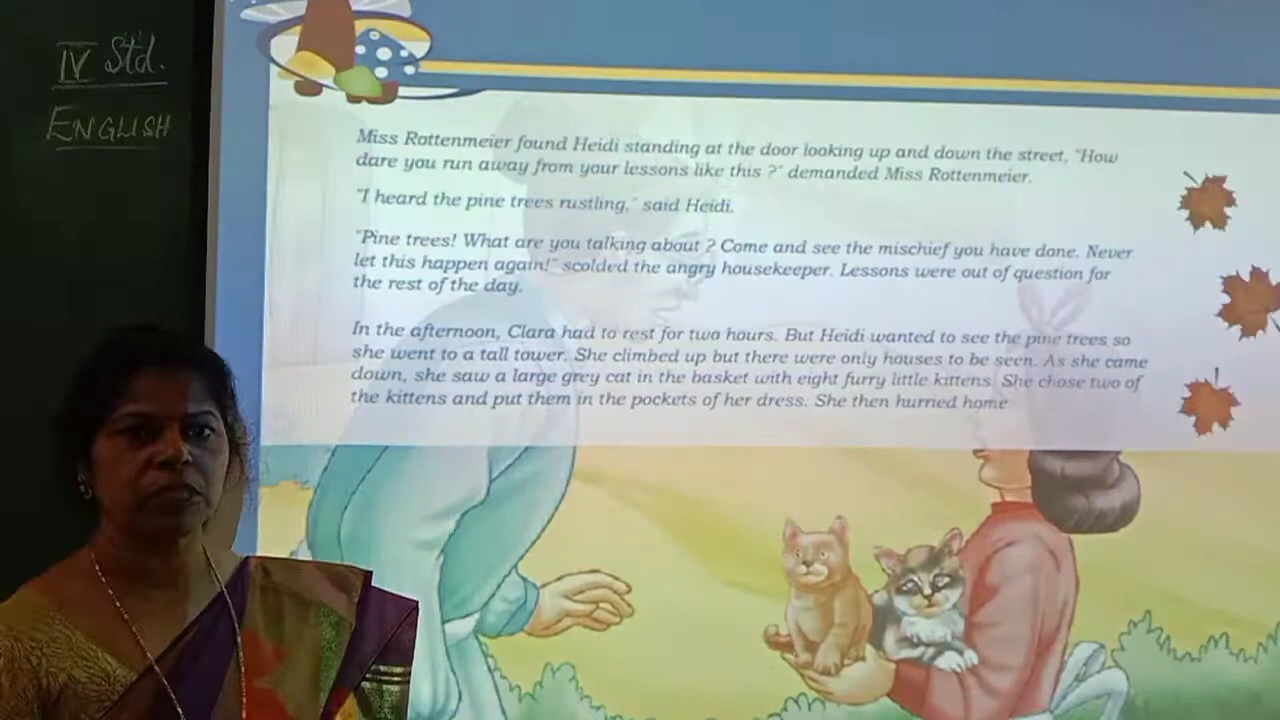 IV Std.
ENGLISH
Miss Rottenmeier found Heidi standing at the door looking up and down the street, "How
dare you run away from your lessons like this ?" demanded Miss Rottenmeier.
"I heard the pine trees rustling," said Heidi.
"Pine trees! What are you talking about ? Come and see the mischief you have done. Never
let this happen again!" scolded the angry housekeeper. Lessons were out of question for
the rest of the day.
In the afternoon, Clara had to rest for two hours. But Heidi wanted to see the pine trees so
she went to a tall tower. She climbed up but there were only houses to be seen. As she came
down, she saw a large grey cat in the basket with eight furry little kittens. She chose two of
the kittens and put them in the pockets of her dress. She then hurried home